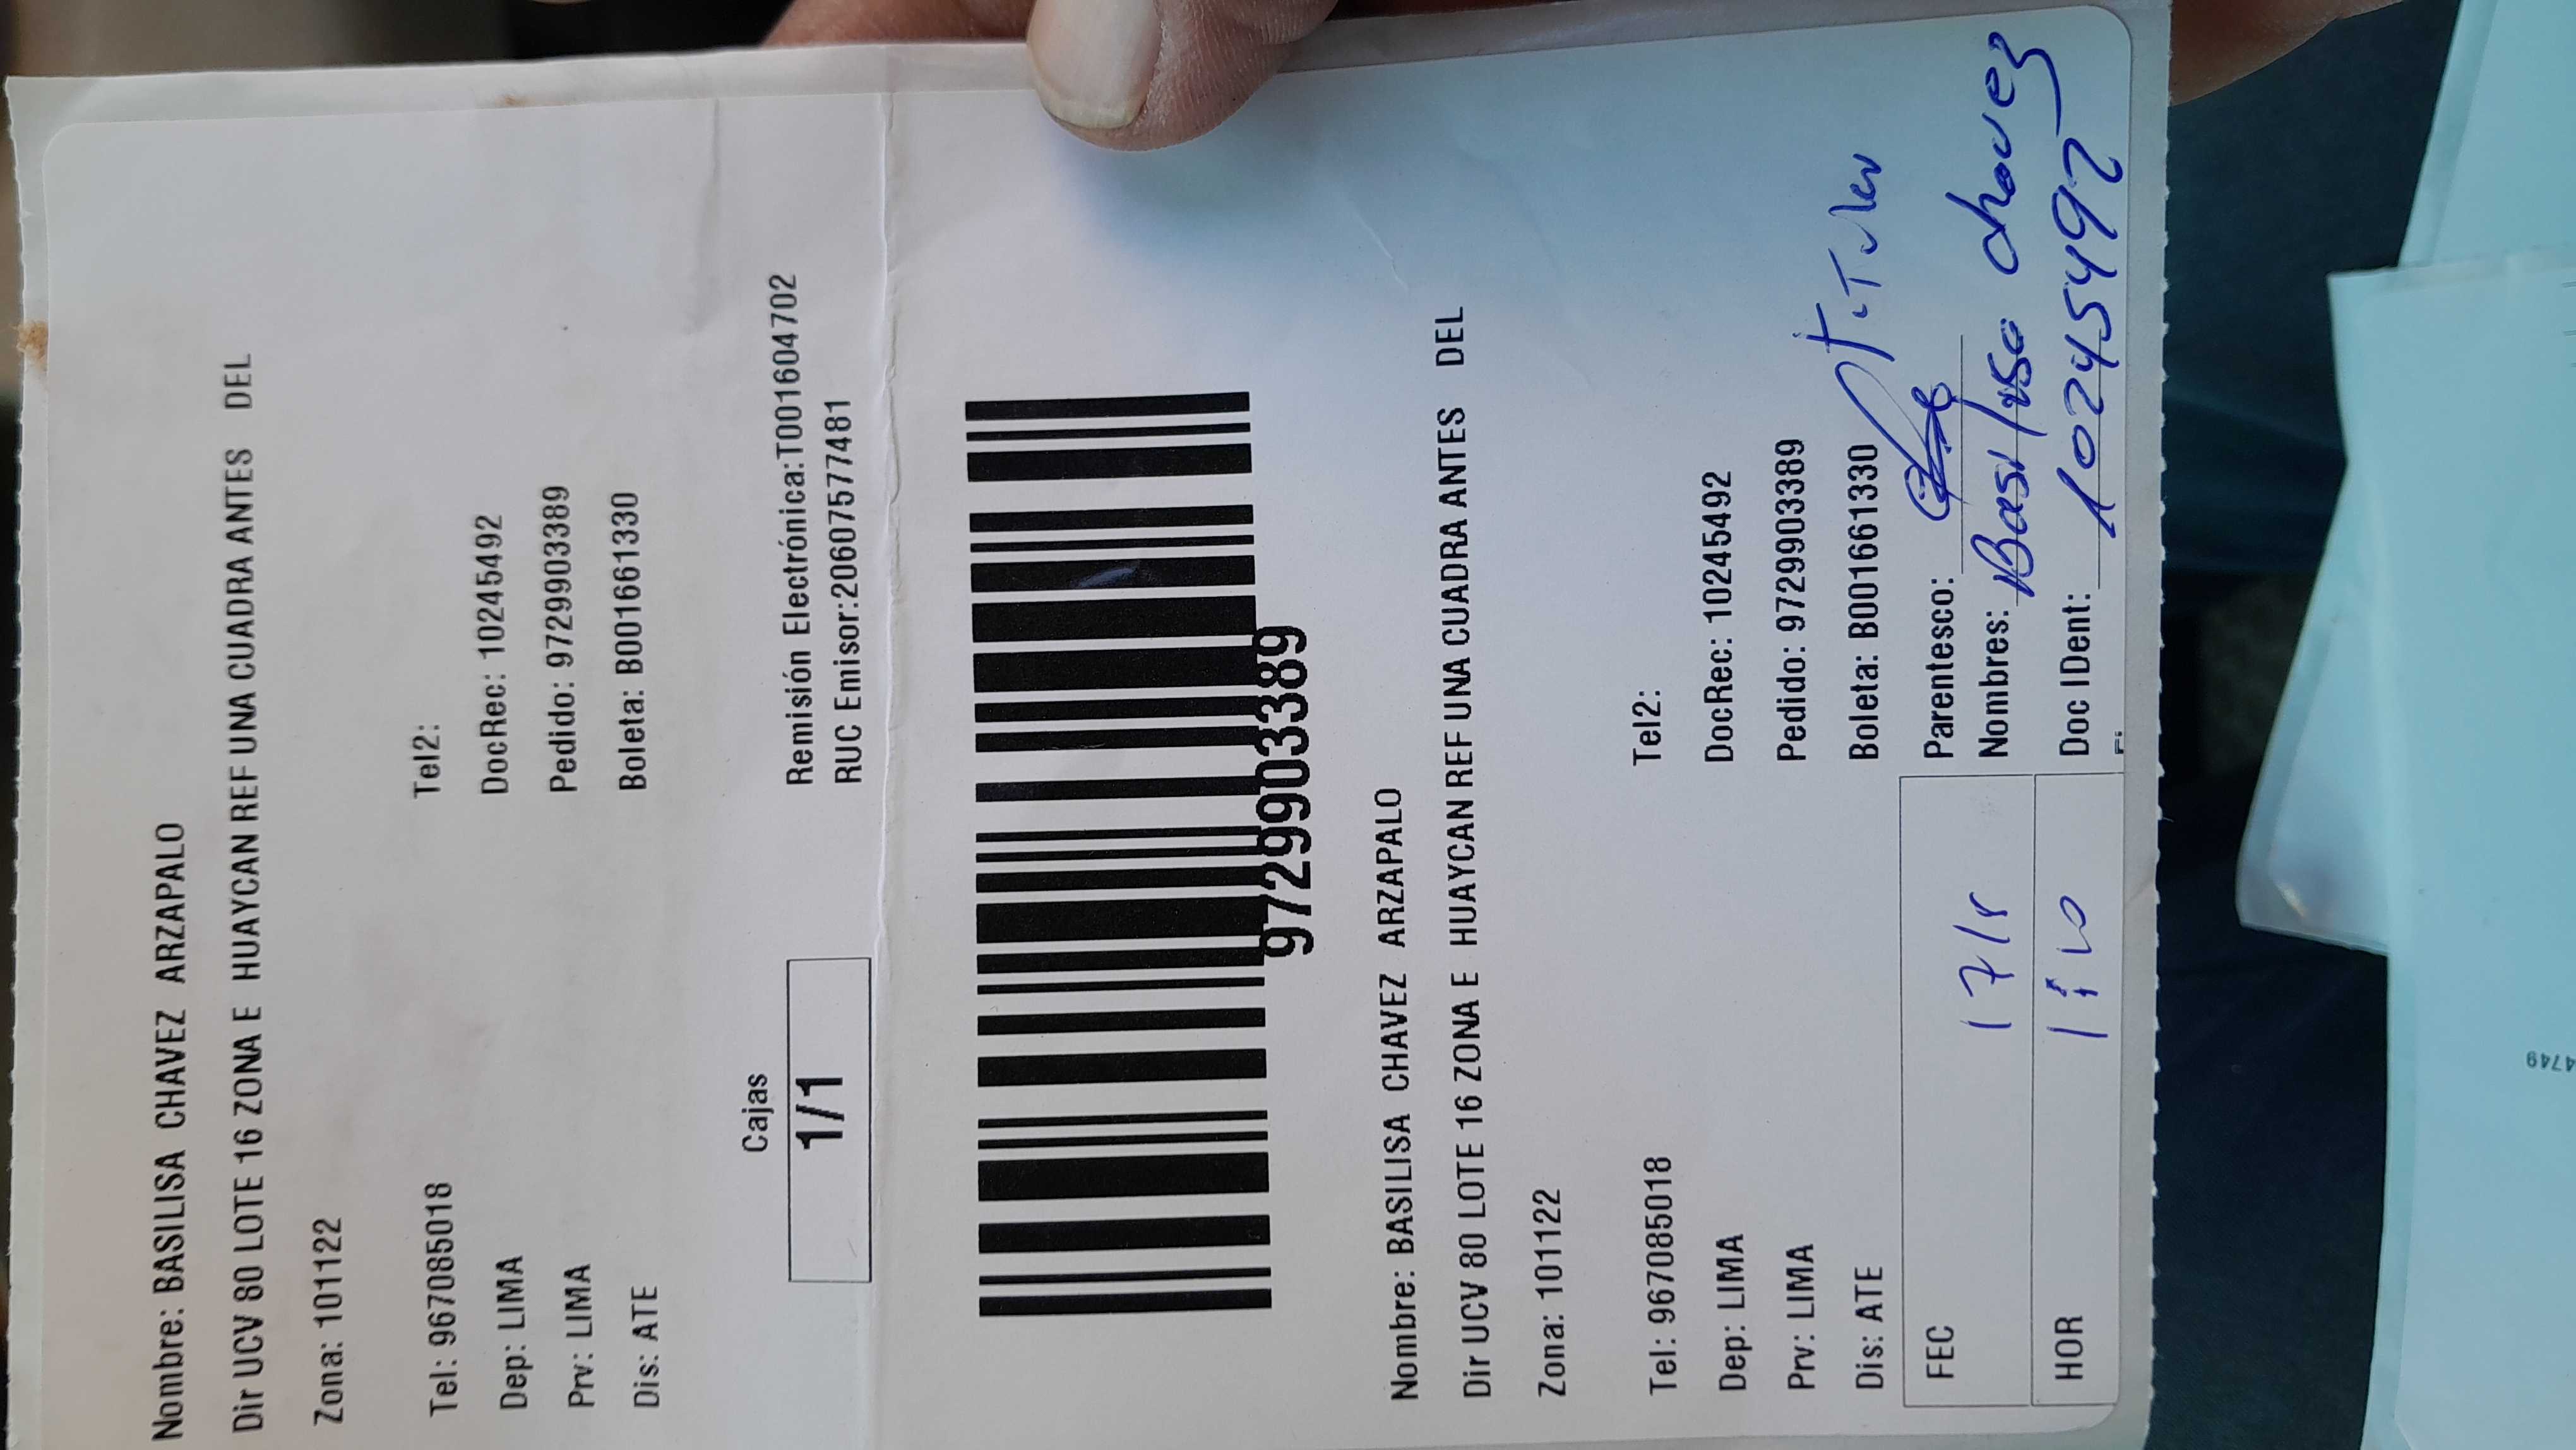 Nombre: BASILISA CHAVEZ ARZAPALO
Dir UCV 80 LOTE 16 ZONA E HUAYCAN REF UNA CUADRA ANTES DEL
Zona: 101122
Tel: 967085018 Tel2:
Dep: LIMA DocRec: 10245492
Prv: LIMA Pedido: 9729903389
Dis: ATE Boleta: B001661330
Cajas
1/1
Remisión Electrónica:T001604702
RUC Emisor:20607577481
9729903389
Nombre: BASILISA CHAVEZ ARZAPALO
Dir UCV 80 LOTE 16 ZONA E HUAYCAN REF UNA CUADRA ANTES DEL
Zona: 101122
Tel: 967085018 Tel2:
Dep: LIMA DocRec: 10245492
Prv: LIMA Pedido: 9729903389
Dis: ATE Boleta: B001661330
FEC Parentesco:
Nombres: Basilisa chavez
HOR Doc IDent: 10245492
4749